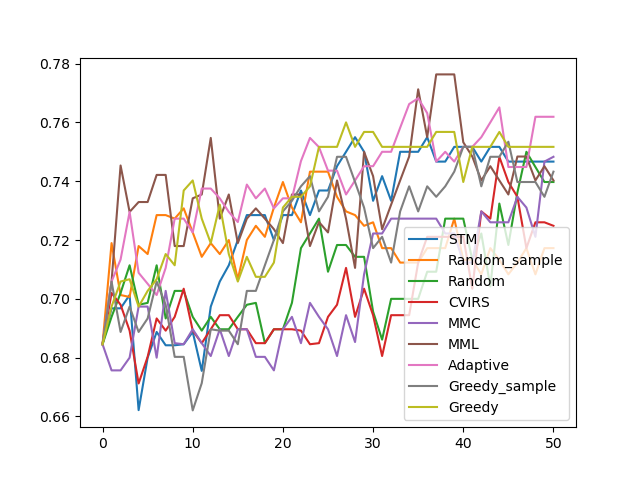 0.78
0.76
0.74
0.72
0.70
0.68
0.66
0
10
20
30
40
50
STM
Random_sample
Random
CVIRS
MMC
MML
Adaptive
Greedy_sample
Greedy